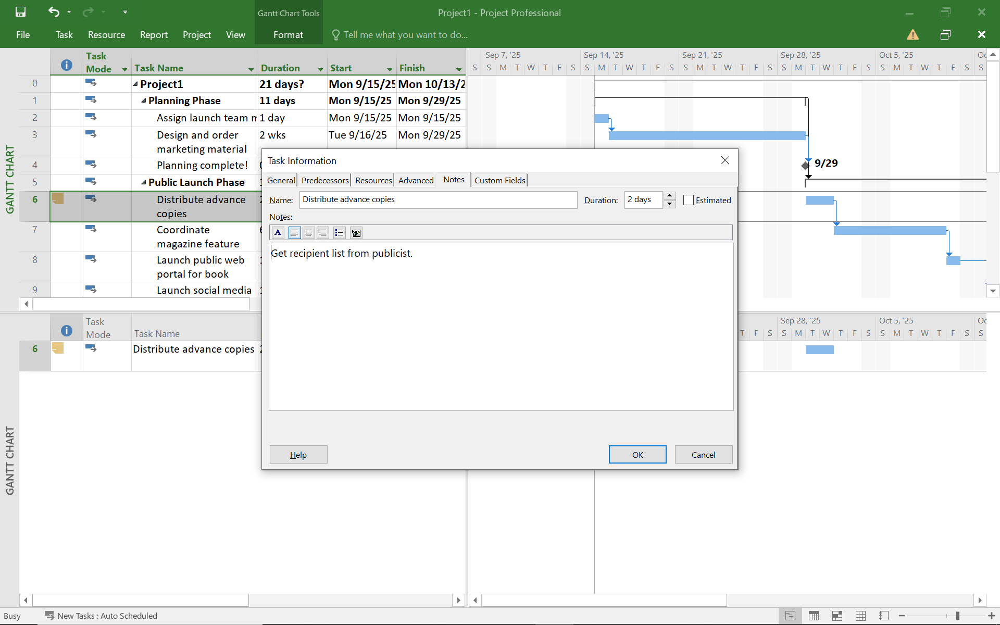 Gantt Chart Tools
Project1 - Project Professional
File Task Resource Report Project View Format Tell me what you want to do...
GANTT CHART
Task Mode Task Name Duration Start Finish
0 Project1 21 days? Mon 9/15/25 Mon 10/13/2
1 Planning Phase 11 days Mon 9/15/25 Mon 9/29/25
2 Assign launch team m 1 day Mon 9/15/25 Mon 9/15/25
3 Design and order 2 wks Tue 9/16/25 Mon 9/29/25
marketing material
4 Planning complete!
5 Public Launch Phase
6 Distribute advance
copies
7 Coordinate
magazine feature
8 Launch public web
portal for book
9 Launch social media
Sep 7, '25 Sep 14, '25 Sep 21, '25 Sep 28, '25 Oct 5, '25 Oc
S S M T W T F S S M T W T F S S M T W T F S S M T W T F S S M T W T F S S
9/29
Task Information
General Predecessors Resources Advanced Notes Custom Fields
Name: Distribute advance copies Duration: 2 days Estimated
Notes:
A
Get recipient list from publicist.
Help OK Cancel
GANTT CHART
Task Mode Task Name
6 Distribute advance copies
Sep 28, '25 Oct 5, '25 Oc
T F S S M T W T F S S M T W T F S S
Busy New Tasks : Auto Scheduled